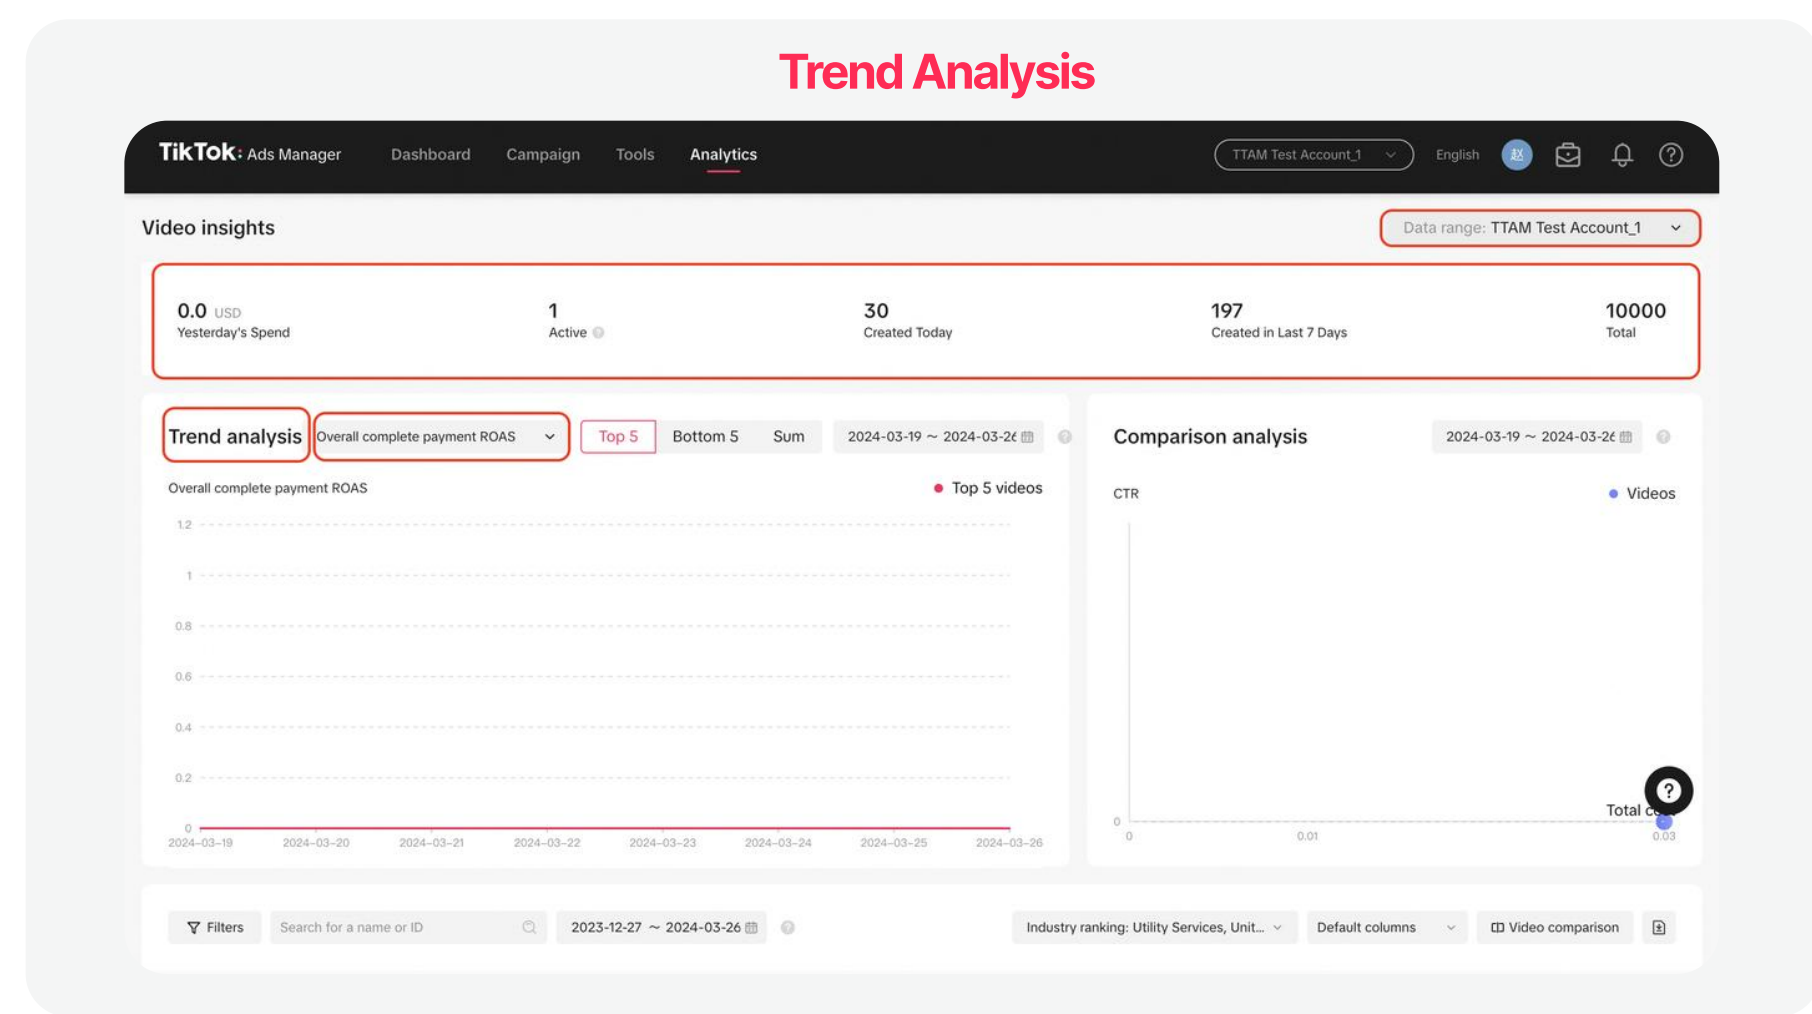 Trend Analysis
TikTok: Ads Manager Dashboard Campaign Tools Analytics TTAM Test Account_1 English 赵
Video insights Data range: TTAM Test Account_1
0.0 USD 1 30 197 10000
Yesterday's Spend Active Created Today Created in Last 7 Days Total
Trend analysis Overall complete payment ROAS Top 5 Bottom 5 Sum 2024-03-19 ~ 2024-03-26
Overall complete payment ROAS Top 5 videos
1.2
1
0.8
0.6
0.4
0.2
0
2024-03-19 2024-03-20 2024-03-21 2024-03-22 2024-03-23 2024-03-24 2024-03-25 2024-03-26
Comparison analysis 2024-03-19 ~ 2024-03-26
CTR Videos
Total
0
0 0.01 0.03
Filters Search for a name or ID 2023-12-27 ~ 2024-03-26 Industry ranking: Utility Services, Unit... Default columns Video comparison